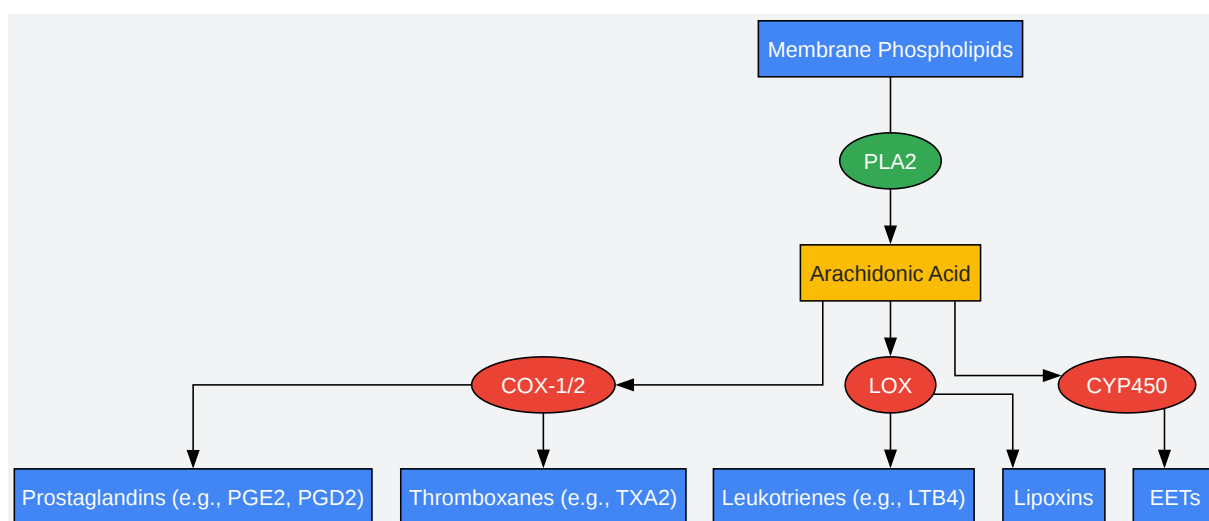 Membrane Phospholipids
PLA2
Arachidonic Acid
COX-1/2
LOX
CYP450
Prostaglandins (e.g., PGE2, PGD2)
Thromboxanes (e.g., TXA2)
Leukotrienes (e.g., LTB4)
Lipoxins
EETs